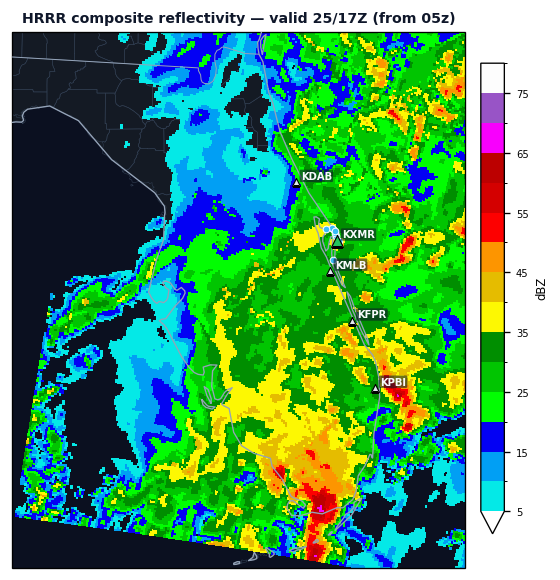 HRRR composite reflectivity — valid 25/17Z (from 05z)
KDAB
KXMR
KMLB
KFPR
KPBI
75
65
55
45
35
25
15
5
dBZ